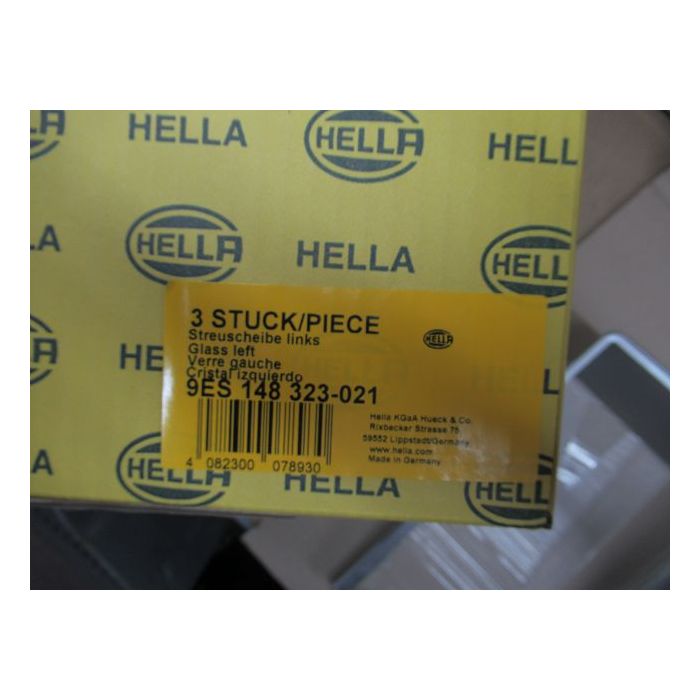 HELLA HELLA HELL
HELLA HELLA HELL
3 STUCK/PIECE
Streuscheibe links
Glass left
Verre gauche
Cristal izquierdo
9ES 148 323-021
HELLA
Hella KGaA Hueck & Co.
Rixbecker Strasse 75
59552 Lippstadt/Germany
www.hella.com
Made in Germany
4 082300 078930
LA HELLA HELLA HELL